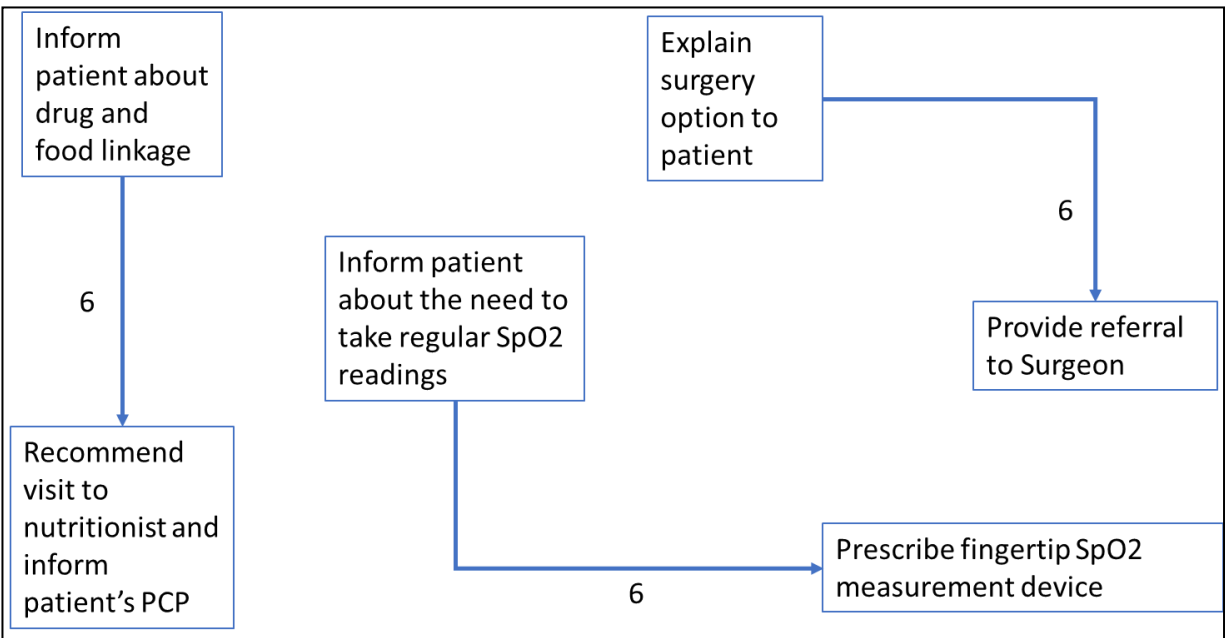 Inform
patient about
drug and
food linkage
Explain
surgery
option to
patient
6
6
Inform patient
about the need to
take regular SpO2
readings
Provide referral
to Surgeon
Recommend
visit to
nutritionist and
inform
patient's PCP
6
Prescribe fingertip SpO2
measurement device